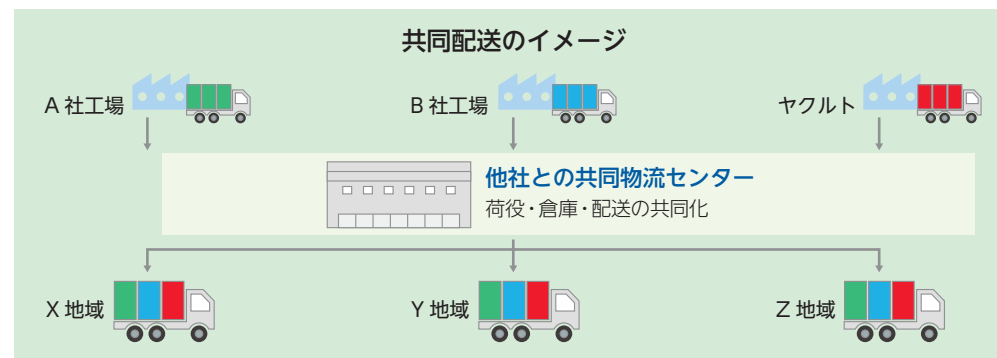 共同配送のイメージ
A 社工場
B 社工場
ヤクルト
他社との共同物流センター
荷役・倉庫・配送の共同化
X 地域
Y 地域
Z 地域